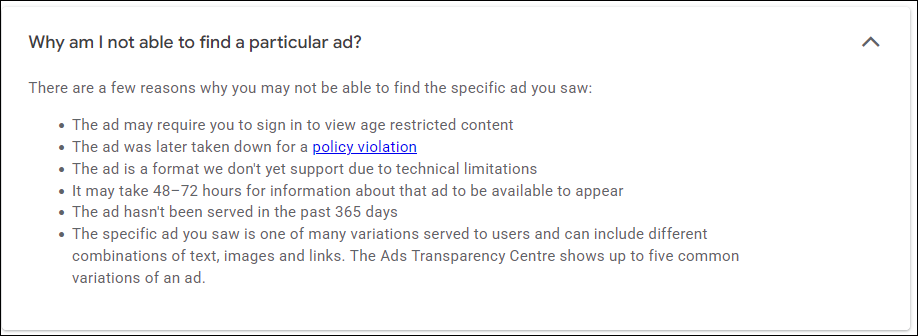 Why am I not able to find a particular ad?
There are a few reasons why you may not be able to find the specific ad you saw:
• The ad may require you to sign in to view age restricted content
• The ad was later taken down for a policy violation
• The ad is a format we don't yet support due to technical limitations
• It may take 48–72 hours for information about that ad to be available to appear
• The ad hasn't been served in the past 365 days
• The specific ad you saw is one of many variations served to users and can include different
combinations of text, images and links. The Ads Transparency Centre shows up to five common
variations of an ad.